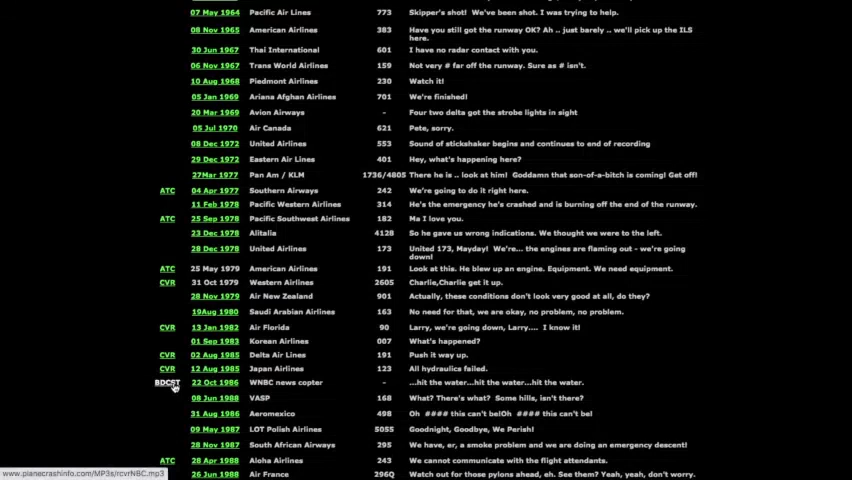 07 May 1964 Pacific Air Lines 773 Skipper's shot! We've been shot. I was trying to help.
08 Nov 1965 American Airlines 383 Have you still got the runway OK? Ah .. just barely .. we'll pick up the ILS
here.
30 Jun 1967 Thai International 601 I have no radar contact with you.
06 Nov 1967 Trans World Airlines 159 Not very # far off the runway. Sure as # isn't.
10 Aug 1968 Piedmont Airlines 230 Watch it!
05 Jan 1969 Ariana Afghan Airlines 701 We're finished!
20 Mar 1969 Avion Airways - Four two delta got the strobe lights in sight
05 Jul 1970 Air Canada 621 Pete, sorry.
08 Dec 1972 United Airlines 553 Sound of stickshaker begins and continues to end of recording
29 Dec 1972 Eastern Air Lines 401 Hey, what's happening here?
27Mar 1977 Pan Am / KLM 1736/4805 There he is .. look at him! Goddamn that son-of-a-bitch is coming! Get off!
ATC 04 Apr 1977 Southern Airways 242 We're going to do it right here.
11 Feb 1978 Pacific Western Airlines 314 He's the emergency he's crashed and is burning off the end of the runway.
ATC 25 Sep 1978 Pacific Southwest Airlines 182 Ma I love you.
23 Dec 1978 Alitalia 4128 So he gave us wrong indications. We thought we were to the left.
28 Dec 1978 United Airlines 173 United 173, Mayday! We're... the engines are flaming out - we're going
down!
ATC 25 May 1979 American Airlines 191 Look at this. He blew up an engine. Equipment. We need equipment.
CVR 31 Oct 1979 Western Airlines 2605 Charlie,Charlie get it up.
28 Nov 1979 Air New Zealand 901 Actually, these conditions don't look very good at all, do they?
19Aug 1980 Saudi Arabian Airlines 163 No need for that, we are okay, no problem, no problem.
CVR 13 Jan 1982 Air Florida 90 Larry, we're going down, Larry.... I know it!
01 Sep 1983 Korean Airlines 007 What's happened?
CVR 02 Aug 1985 Delta Air Lines 191 Push it way up.
CVR 12 Aug 1985 Japan Airlines 123 All hydraulics failed.
BDCST 22 Oct 1986 WNBC news copter - ...hit the water...hit the water...hit the water.
08 Jun 1988 VASP 168 What? There's what? Some hills, isn't there?
31 Aug 1986 Aeromexico 498 Oh #### this can't be!Oh #### this can't be!
09 May 1987 LOT Polish Airlines 5055 Goodnight, Goodbye, We Perish!
28 Nov 1987 South African Airways 295 We have, er, a smoke problem and we are doing an emergency descent!
ATC 28 Apr 1988 Aloha Airlines 243 We cannot communicate with the flight attendants.
26 Jun 1988 Air France 296Q Watch out for those pylons ahead, eh. See them? Yeah, yeah, don't worry.
www.planecrashinfo.com/MP3s/rcvrNBC.mp3